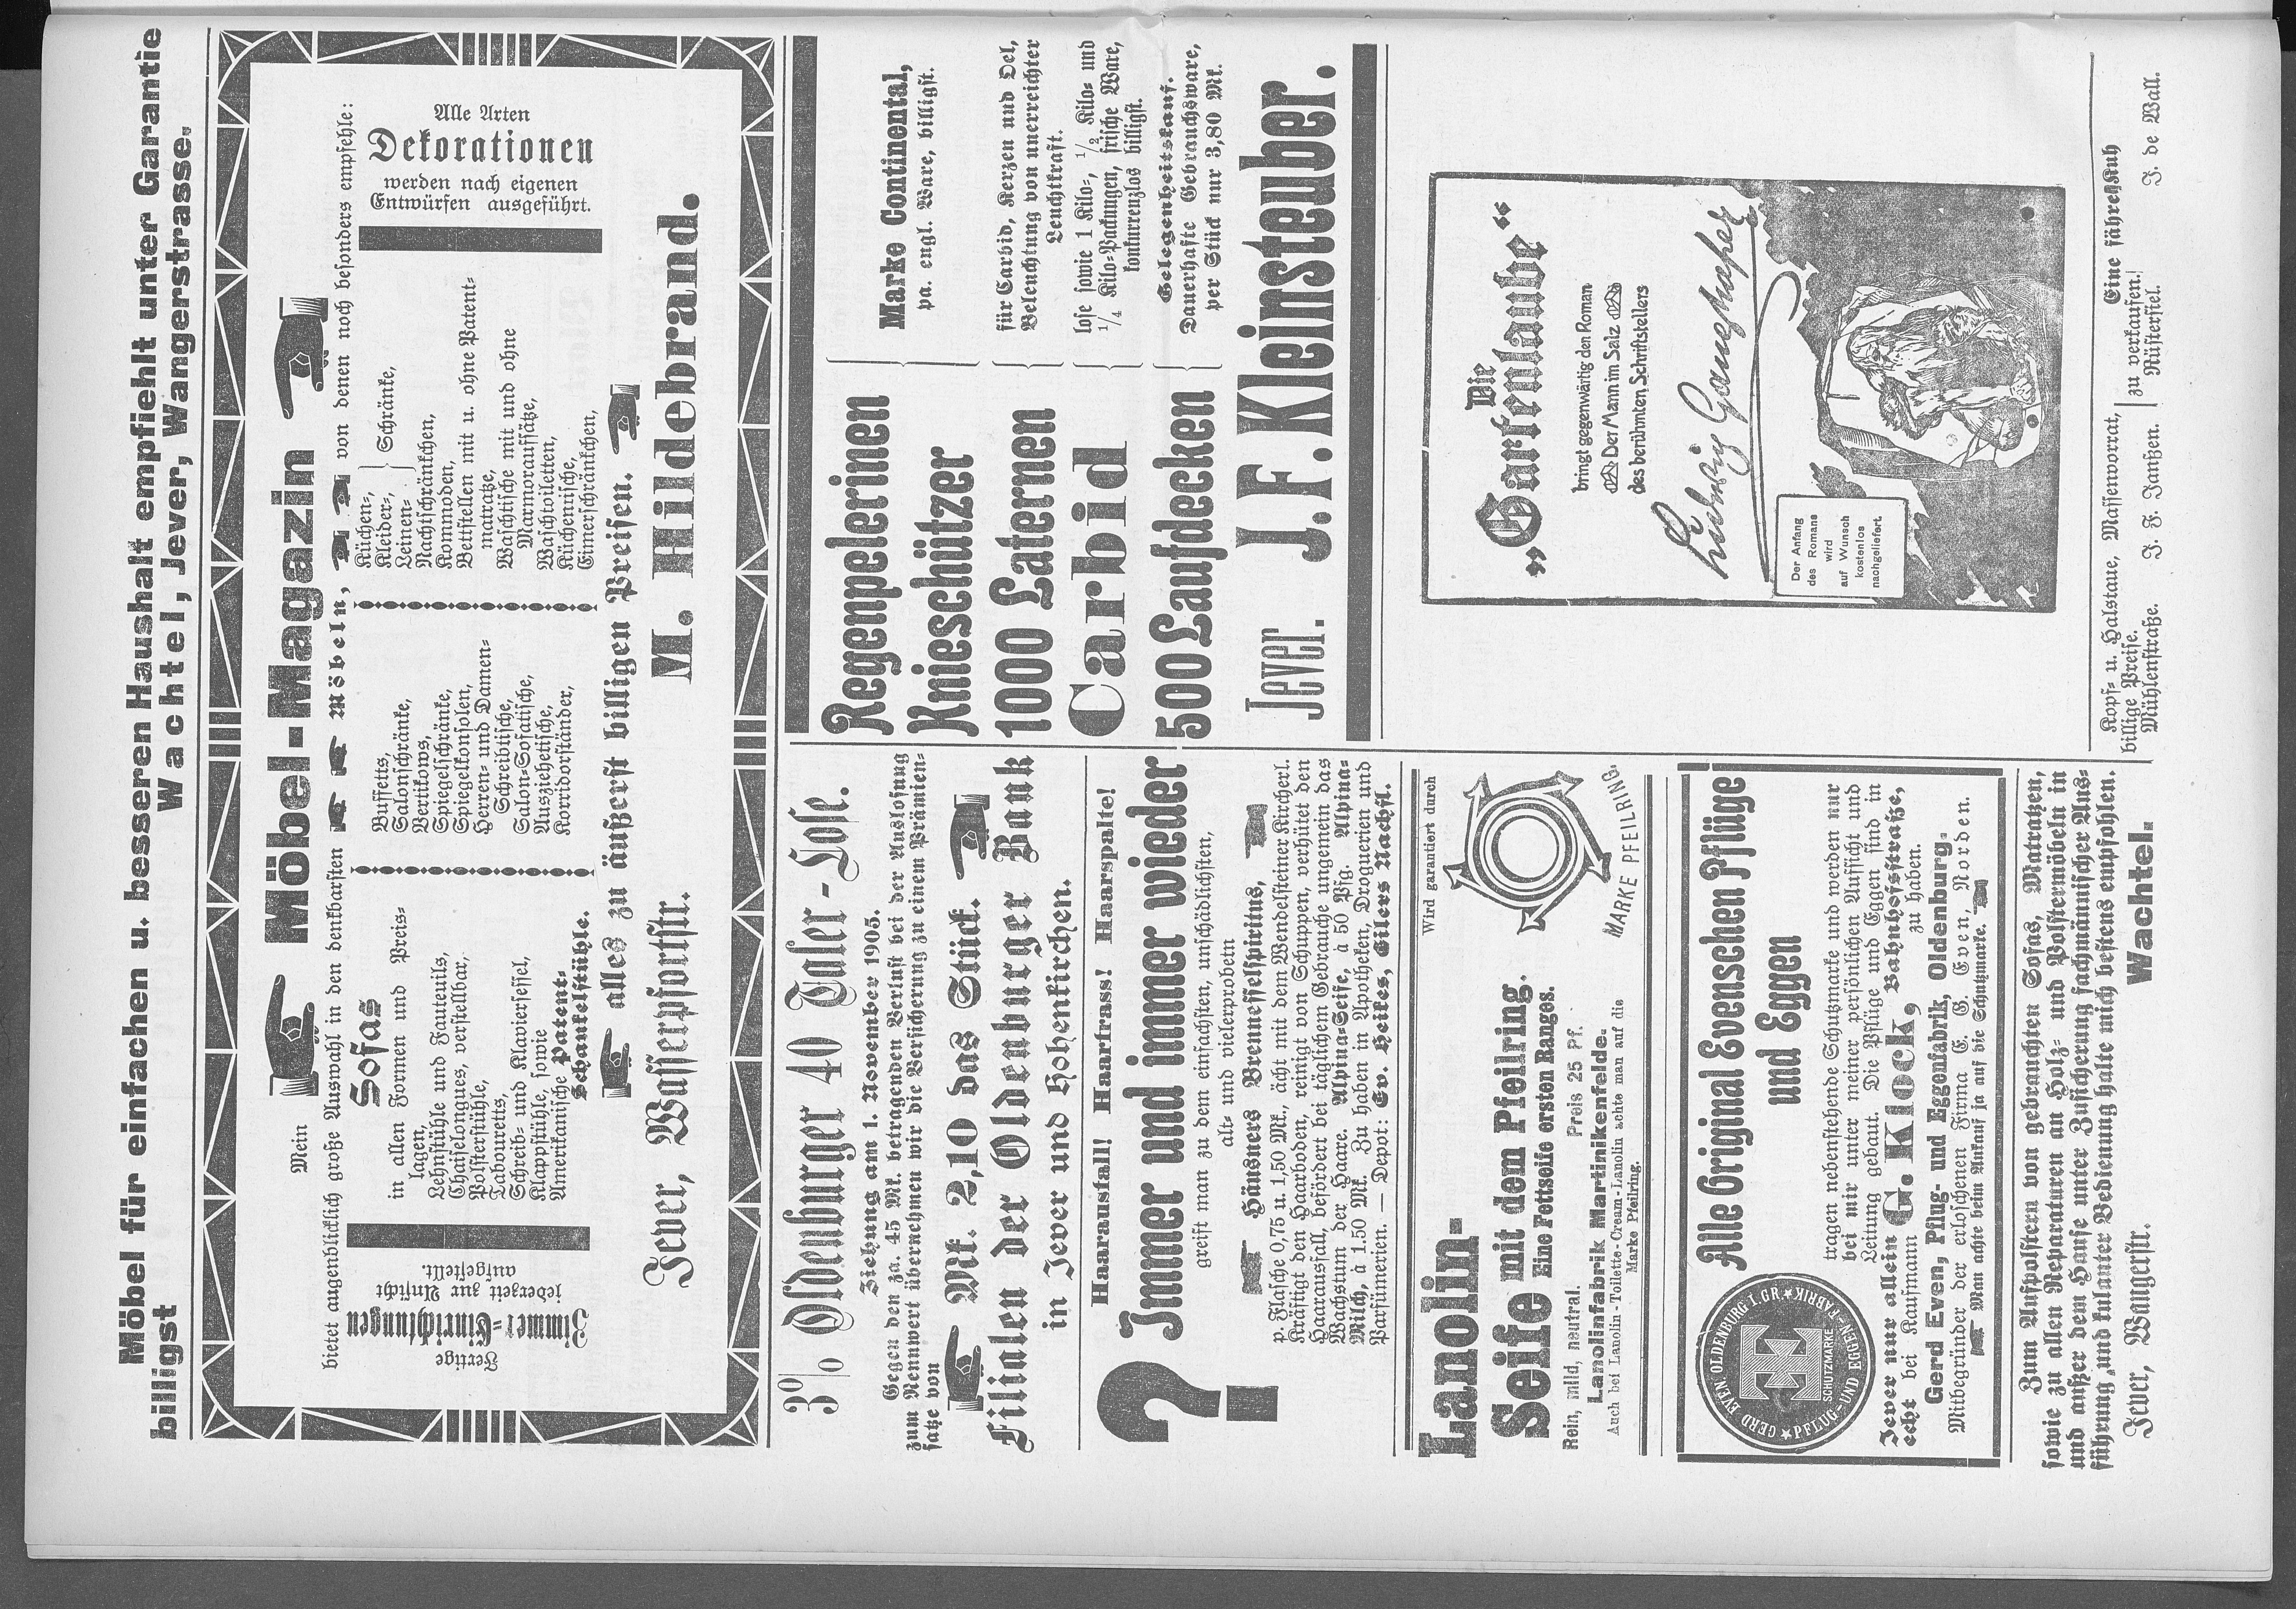 Möbel für einfachen u. besseren Haushalt empfiehlt unter Garantie
billigst Wachtel, Jever, Wangerstrasse.
Mein Möbel-Magazin
bietet augenblicklich große Auswahl in den denkbarsten Möbeln, von denen noch besonders empfehle:
Fertige
Zimmer-Einrichtungen
jederzeit zur Ansicht
aufgestellt.
Sofas
in allen Formen und Preis-
lagen,
Lehnstühle und Fauteuils,
Chaiselongues, verstellbar,
Polsterstühle,
Tabouretts,
Schreib- und Klaviersessel,
Klappstühle, sowie
Amerikanische Patent-
Schaukelstühle.
Buffetts,
Salonschränke,
Vertikows,
Spiegelschränke,
Spiegelkonsolen,
Herren- und Damen-
Schreibtische,
Salon-Sofatische,
Ausziehetische,
Korridorständer,
Küchen-,
Kleider-,
Leinen-
Schränke,
Nachtschränkchen,
Kommoden,
Bettstellen mit u. ohne Patent-
matratze,
Waschtische mit und ohne
Marmoraufsätze,
Waschtoiletten,
Küchentische,
Eimerschränkchen,
Alle Arten
Dekorationen
werden nach eigenen
Entwürfen ausgeführt.
alles zu äußerst billigen Preisen.
Jever, Wasserpfortstr. M. Hildebrand.
3% Oldenburger 40 Taler-Lose.
Ziehung am 1. November 1905.
Gegen den za. 45 Mk. betragenden Verlust bei der Auslosung
zum Nennwert übernehmen wir die Versicherung zu einem Prämien-
satze von
Mk. 2,10 das Stück.
Filialen der Oldenburger Bank
in Jever und Hohenkirchen.
Haarausfall! Haarfrass! Haarspalte!
? Immer und immer wieder
greift man zu dem einfachsten, unschädlichsten,
alt- und vielerprobten
Häusners Brennesselspiritus,
p. Flasche 0,75 u. 1,50 Mk., ächt mit dem Wendelsteiner Kircherl.
Kräftigt den Haarboden, reinigt von Schuppen, verhütet den
Haarausfall, befördert bei täglichem Gebrauche ungemein das
Wachstum der Haare. Alpina-Seife, à 50 Pfg. Alpina-
Milch, à 1.50 Mk. Zu haben in Apotheken, Droguerien und
Parfümerien. — Depot: Ev. Heikes, Eilers Nachfl.
Lanolin-
Seife mit dem Pfeilring.
Rein, mild, neutral. Eine Fettseife ersten Ranges.
Preis 25 Pf.
Lanolinfabrik Martinikenfelde.
Auch bei Lanolin-Toilette-Cream-Lanolin achte man auf die
Marke Pfeilring.
Wird garantiert durch
MARKE PFEILRING.
Alle Original Evenschen Pflüge
und Eggen
GERD EVEN OLDENBURG I. GR. ★ PFLUG- UND EGGEN-FABRIK ★
SCHUTZMARKE
tragen nebenstehende Schutzmarke und werden nur
bei mir unter meiner persönlichen Aufsicht und
Leitung gebaut. Die Pflüge und Eggen sind in
Jever nur allein
echt bei Kaufmann G. Klock, Bahnhofstraße,
zu haben.
Gerd Even, Pflug- und Eggenfabrik, Oldenburg.
Mitbegründer der erloschenen Firma E. G. Even, Norden.
Man achte beim Ankauf ja auf die Schutzmarke.
Zum Aufpolstern von gebrauchten Sofas, Matratzen,
sowie zu allen Reparaturen an Holz- und Polstermöbeln in
und außer dem Hause unter Zusicherung fachmännischer Aus-
führung und kulanter Bedienung halte mich bestens empfohlen.
Jever, Wangerstr. Wachtel.
Regenpelerinen
Knieschützer
Marke Continental,
pa. engl. Ware, billigst.
1000 Laternen
für Carbid, Kerzen und Oel,
Beleuchtung von unerreichter
Leuchtkraft.
Carbid
lose sowie 1 Kilo-, 1/2 Kilo- und
1/4 Kilo-Packungen, frische Ware,
konkurrenzlos billigst.
500 Laufdecken
Gelegenheitskauf.
Dauerhafte Gebrauchsware,
per Stück nur 3,80 Mk.
Jever. J. F. Kleinsteuber.
Die
„Gartenlaube“
bringt gegenwärtig den Roman
Der Mann im Salz
des berühmten Schriftstellers
Ludwig Ganghofer
Der Anfang
des Romans
wird
auf Wunsch
kostenlos
nachgeliefert.
Kopf- u. Halstaue, Massenvorrat,
billige Preise.
Mühlenstraße. J. F. Janßen.
Eine fähre Kuh
zu verkaufen.
Rüstersiel. J. de Wall.